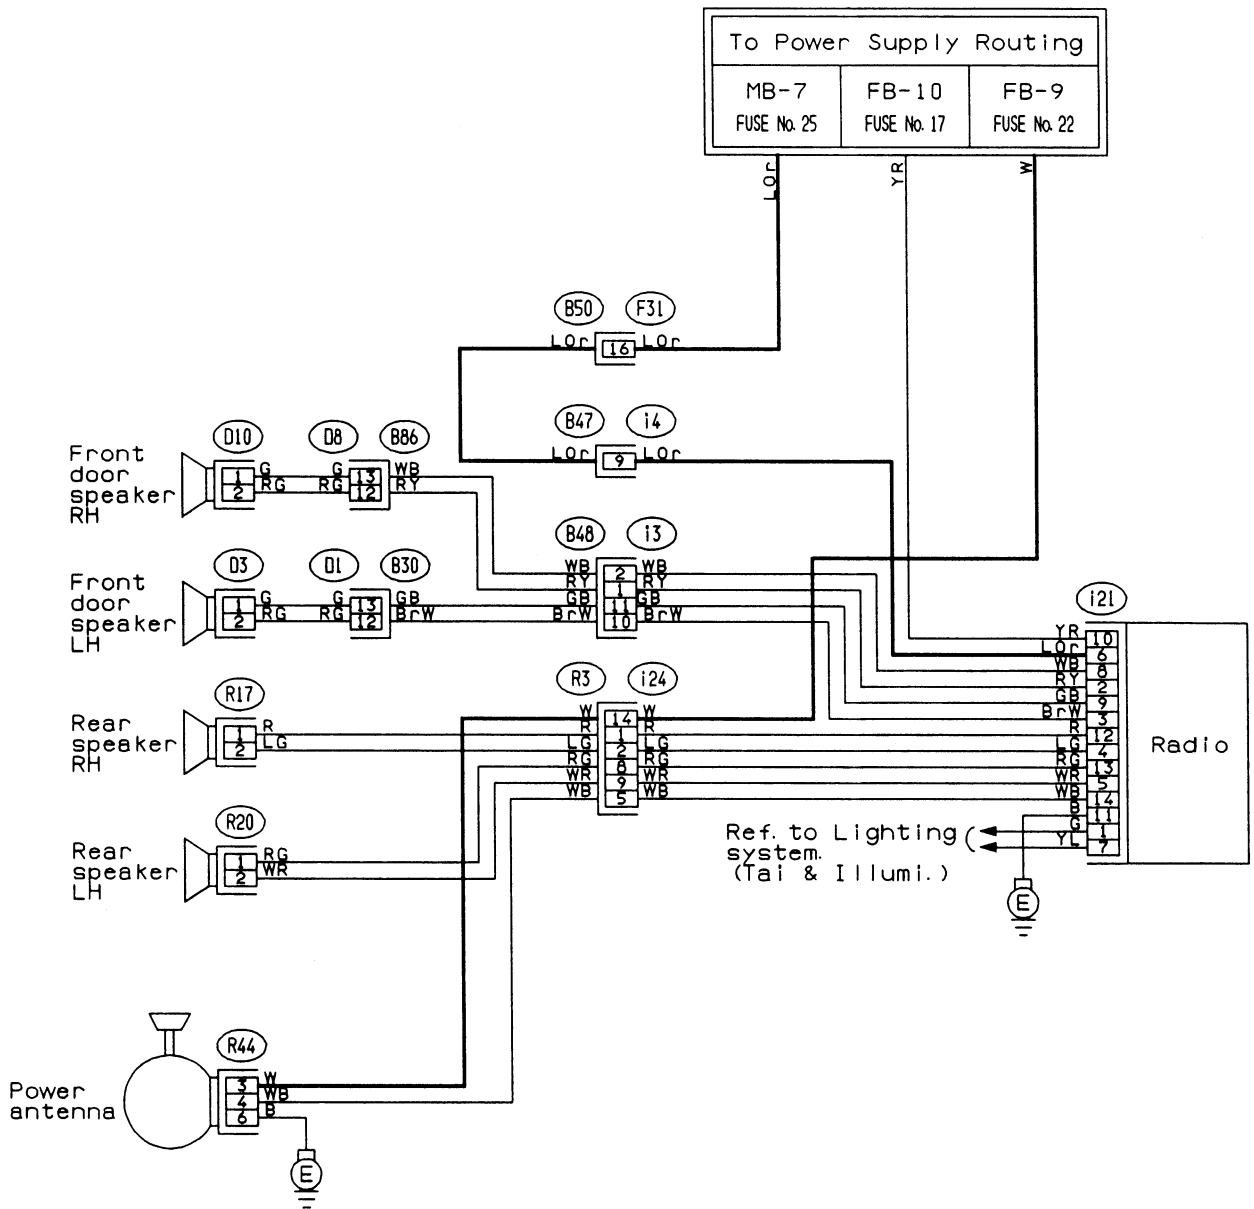 To Power Supply Routing
MB-7 FB-10 FB-9
FUSE No. 25 FUSE No. 17 FUSE No. 22
LOr YR W
B50 F31
LOr 16 LOr
B47 i4
LOr 9 LOr
D10 D8 B86
Front
door
speaker
RH
1 G G 13 WB
2 RG RG 12 RY
B48 i3
WB 2 WB
RY 1 RY
GB 11 GB
BrW 10 BrW
D3 D1 B30
Front
door
speaker
LH
1 G G 13 GB
2 RG RG 12 BrW
i21
YR 10
LOr 6
WB 8
RY 2
GB 9
BrW 3
R 12
LG 4
RG 13
WR 5
WB 14
B 11
G 1
YL 7
Radio
R3 i24
W 14 W
R 1 R
LG 2 LG
RG 8 RG
WR 9 WR
WB 5 WB
R17
Rear
speaker
RH
1 R
2 LG
R20
Rear
speaker
LH
1 RG
2 WR
Ref. to Lighting
system.
(Tai & Illumi.)
E
R44
Power
antenna
3 W
4 WB
6 B
E